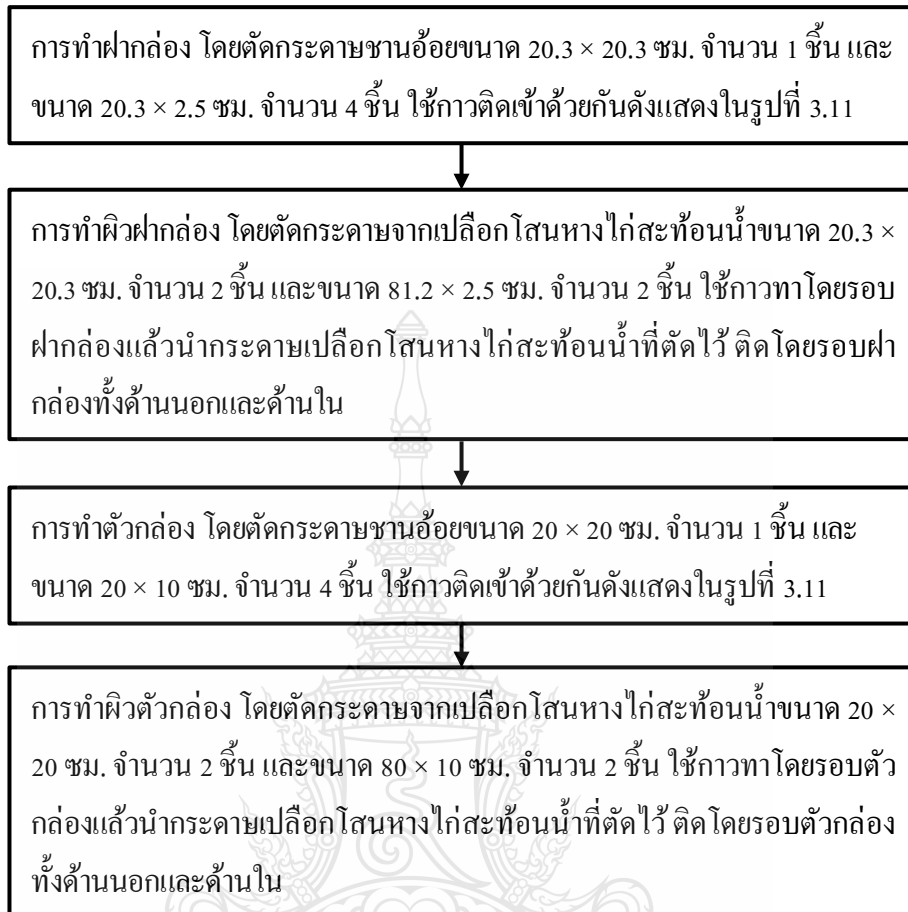 การทำฝากล่อง โดยตัดกระดาษชานอ้อยขนาด 20.3 × 20.3 ซม. จำนวน 1 ชิ้น และ
ขนาด 20.3 × 2.5 ซม. จำนวน 4 ชิ้น ใช้กาวติดเข้าด้วยกันดังแสดงในรูปที่ 3.11
การทำผิวฝากล่อง โดยตัดกระดาษจากเปลือกโสนหางไก่สะท้อนน้ำขนาด 20.3 ×
20.3 ซม. จำนวน 2 ชิ้น และขนาด 81.2 × 2.5 ซม. จำนวน 2 ชิ้น ใช้กาวทาโดยรอบ
ฝากล่องแล้วนำกระดาษเปลือกโสนหางไก่สะท้อนน้ำที่ตัดไว้ ติดโดยรอบฝา
กล่องทั้งด้านนอกและด้านใน
การทำตัวกล่อง โดยตัดกระดาษชานอ้อยขนาด 20 × 20 ซม. จำนวน 1 ชิ้น และ
ขนาด 20 × 10 ซม. จำนวน 4 ชิ้น ใช้กาวติดเข้าด้วยกันดังแสดงในรูปที่ 3.11
การทำผิวตัวกล่อง โดยตัดกระดาษจากเปลือกโสนหางไก่สะท้อนน้ำขนาด 20 ×
20 ซม. จำนวน 2 ชิ้น และขนาด 80 × 10 ซม. จำนวน 2 ชิ้น ใช้กาวทาโดยรอบตัว
กล่องแล้วนำกระดาษเปลือกโสนหางไก่สะท้อนน้ำที่ตัดไว้ ติดโดยรอบตัวกล่อง
ทั้งด้านนอกและด้านใน